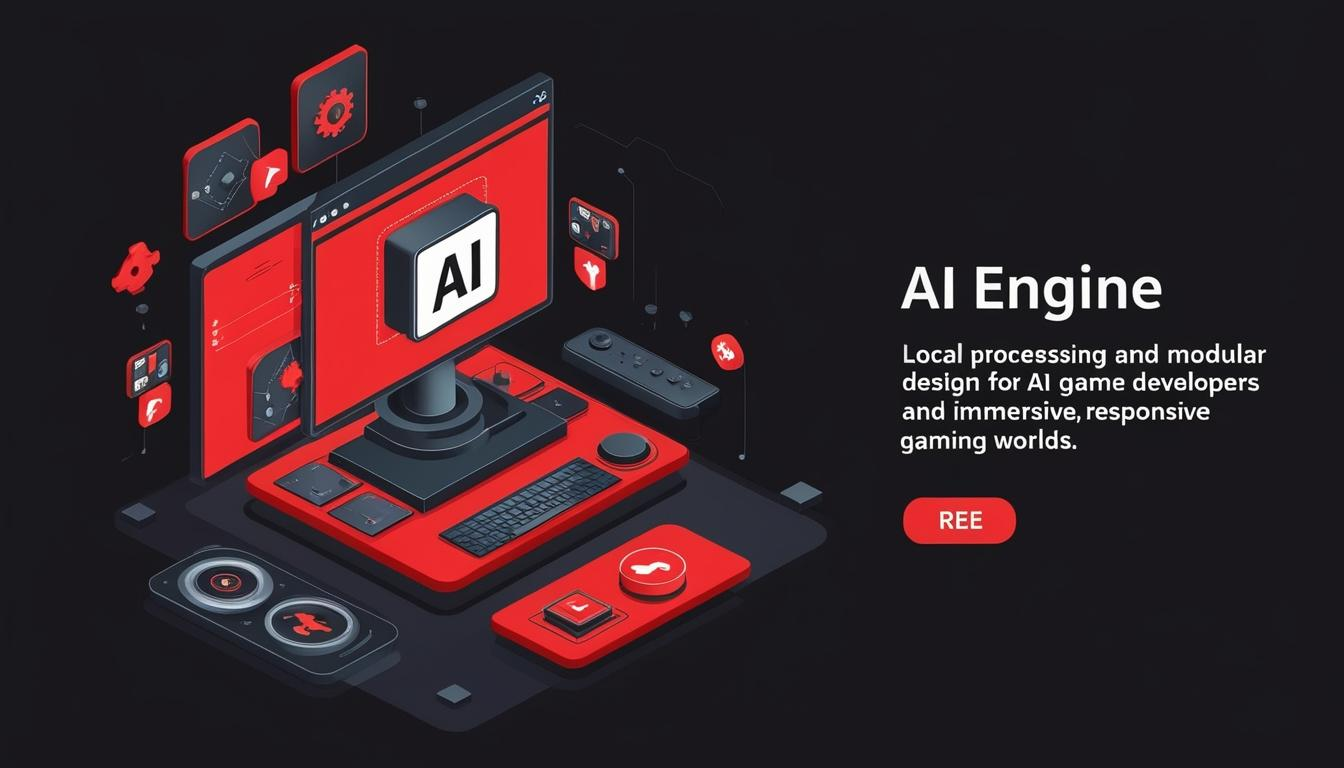 AI
AI Engine
Local processsing and modular
design for AI game developers
and immersive, responsive
gaming worlds.
REE